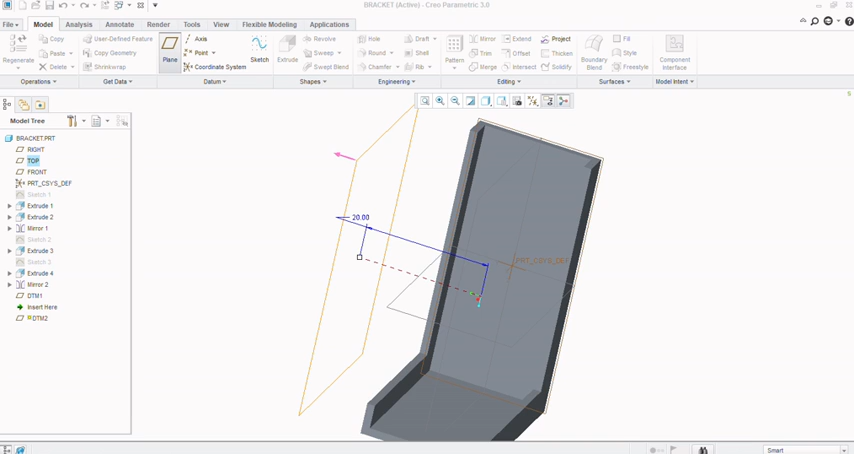 BRACKET (Active) - Creo Parametric 3.0
File Model Analysis Annotate Render Tools View Flexible Modeling Applications
Regenerate Copy Paste Delete User-Defined Feature Copy Geometry Shrinkwrap Plane Axis Point Coordinate System Sketch Extrude Revolve Sweep Swept Blend Hole Round Chamfer Draft Shell Rib Pattern Mirror Trim Merge Extend Offset Intersect Project Thicken Solidify Boundary Blend Fill Style Freestyle Component Interface
Operations Get Data Datum Shapes Engineering Editing Surfaces Model Intent
Model Tree
BRACKET.PRT
RIGHT
TOP
FRONT
PRT_CSYS_DEF
Sketch 1
Extrude 1
Extrude 2
Mirror 1
Sketch 2
Extrude 3
Sketch 3
Extrude 4
Mirror 2
DTM1
Insert Here
DTM2
20.00
PRT_CSYS_DEF
Smart